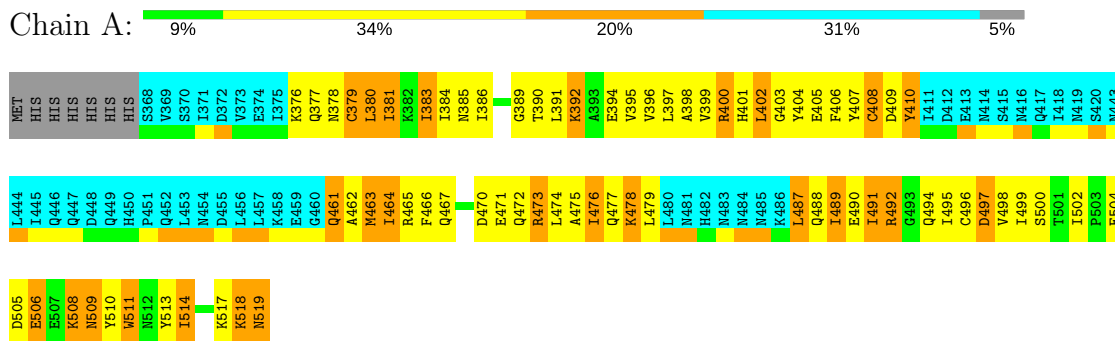 Chain A:
9% 34% 20% 31% 5%
MET HIS HIS HIS HIS HIS HIS S368 V369 S370 I371 D372 V373 E374 I375 K376 Q377 N378 C379 L380 I381 K382 I383 I384 N385 I386 G389 T390 L391 K392 A393 E394 V395 V396 L397 A398 V399 R400 H401 L402 G403 Y404 E405 F406 Y407 C408 D409 Y410 I411 D412 E413 N414 S415 N416 Q417 I418 N419 S420
L444 I445 Q446 Q447 D448 Q449 H450 P451 Q452 L453 N454 D455 L456 L457 K458 E459 G460 Q461 A462 M463 I464 R465 F466 Q467 D470 E471 Q472 R473 L474 A475 I476 Q477 K478 L479 L480 N481 H482 N483 N484 N485 K486 L487 Q488 I489 E490 I491 R492 Q493 Q494 I495 C496 D497 V498 I499 S500 T501 I502 P503
D505 E506 E507 K508 N509 Y510 W511 N512 Y513 I514 K517 K518 N519